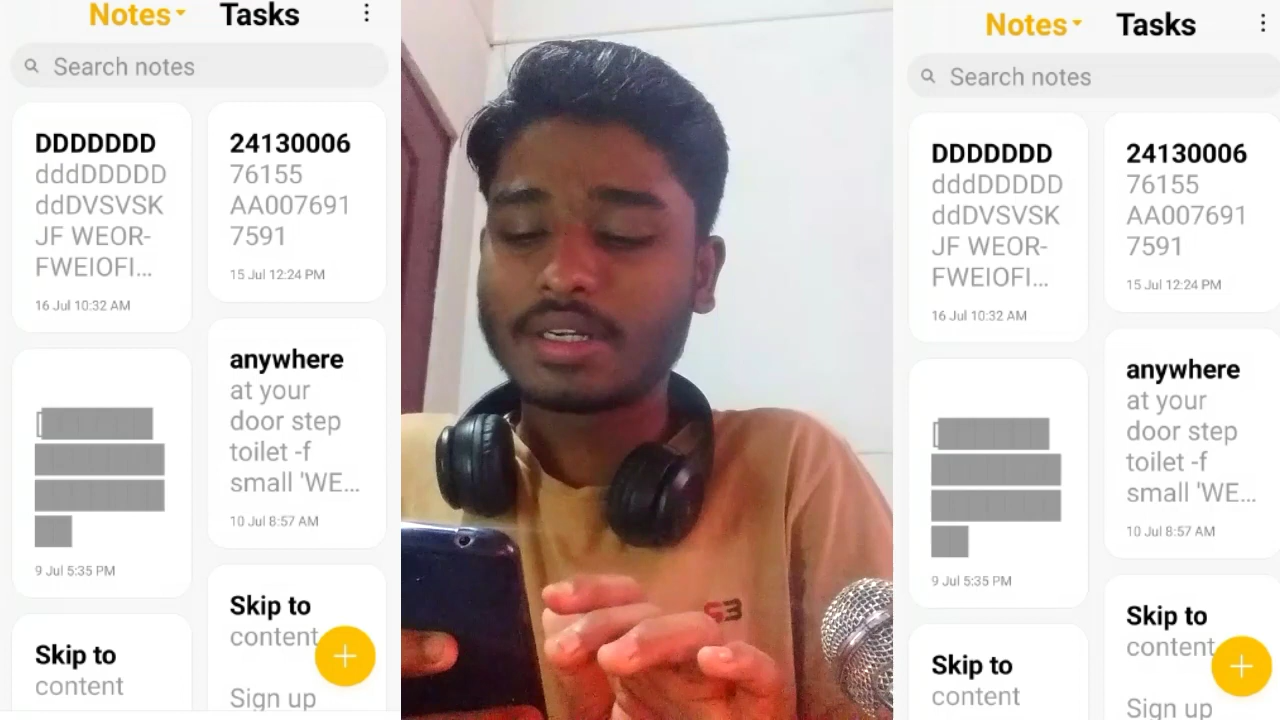 Notes
Tasks
Search notes
DDDDDDD
dddDDDDD
ddDVSVSK
JF WEOR-
FWEIOFI...
16 Jul 10:32 AM
24130006
76155
AA007691
7591
15 Jul 12:24 PM
9 Jul 5:35 PM
anywhere
at your
door step
toilet -f
small 'WE...
10 Jul 8:57 AM
Skip to
content
Skip to
content
Sign up
Notes
Tasks
Search notes
DDDDDDD
dddDDDDD
ddDVSVSK
JF WEOR-
FWEIOFI...
16 Jul 10:32 AM
24130006
76155
AA007691
7591
15 Jul 12:24 PM
9 Jul 5:35 PM
anywhere
at your
door step
toilet -f
small 'WE...
10 Jul 8:57 AM
Skip to
content
Skip to
content
Sign up